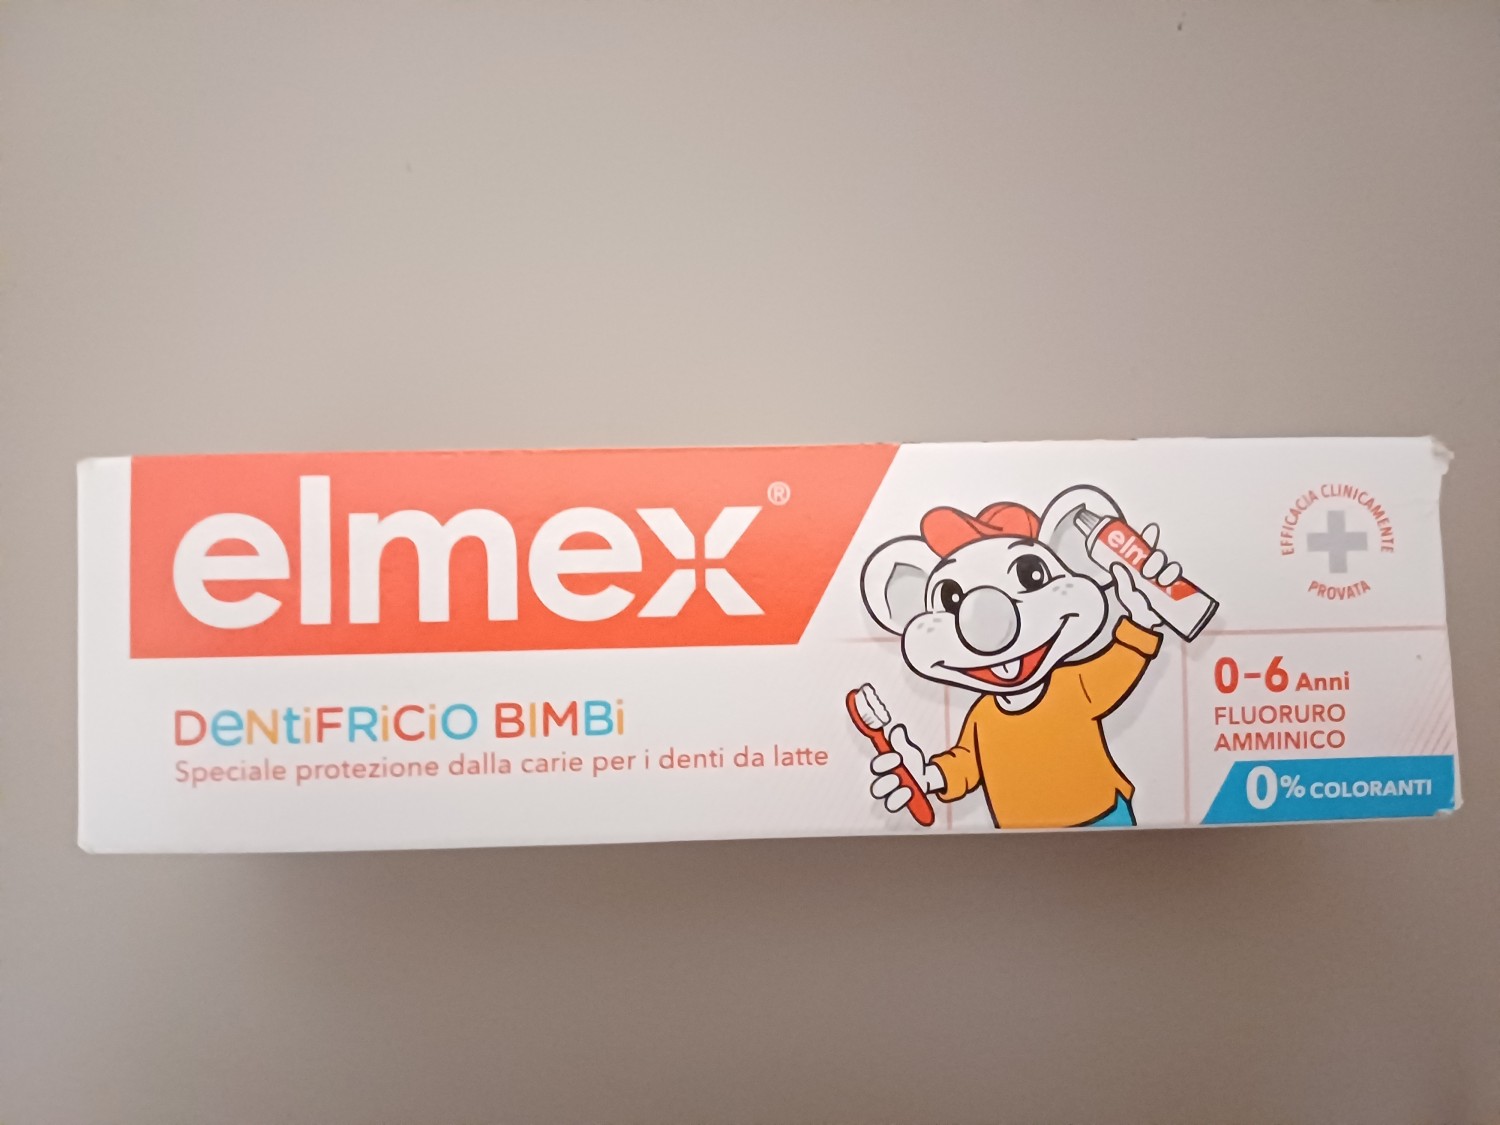 elmex®
DeNtiFRiCiO BIMBi
Speciale protezione dalla carie per i denti da latte
elm x
EFFICACIA CLINICAMENTE
PROVATA
0-6 Anni
FLUORURO
AMMINICO
0% COLORANTI